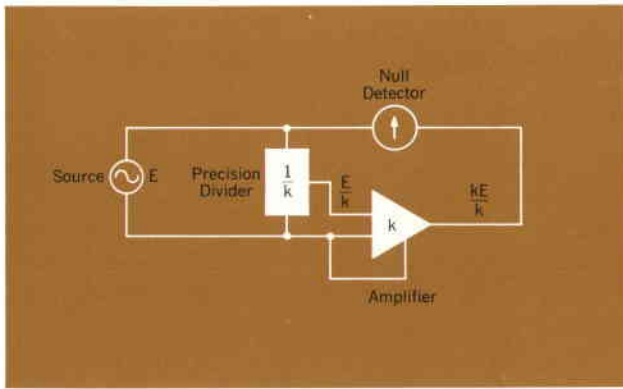 Null
Detector
Source
E
Precision
Divider
1/k
E/k
k
kE/k
Amplifier